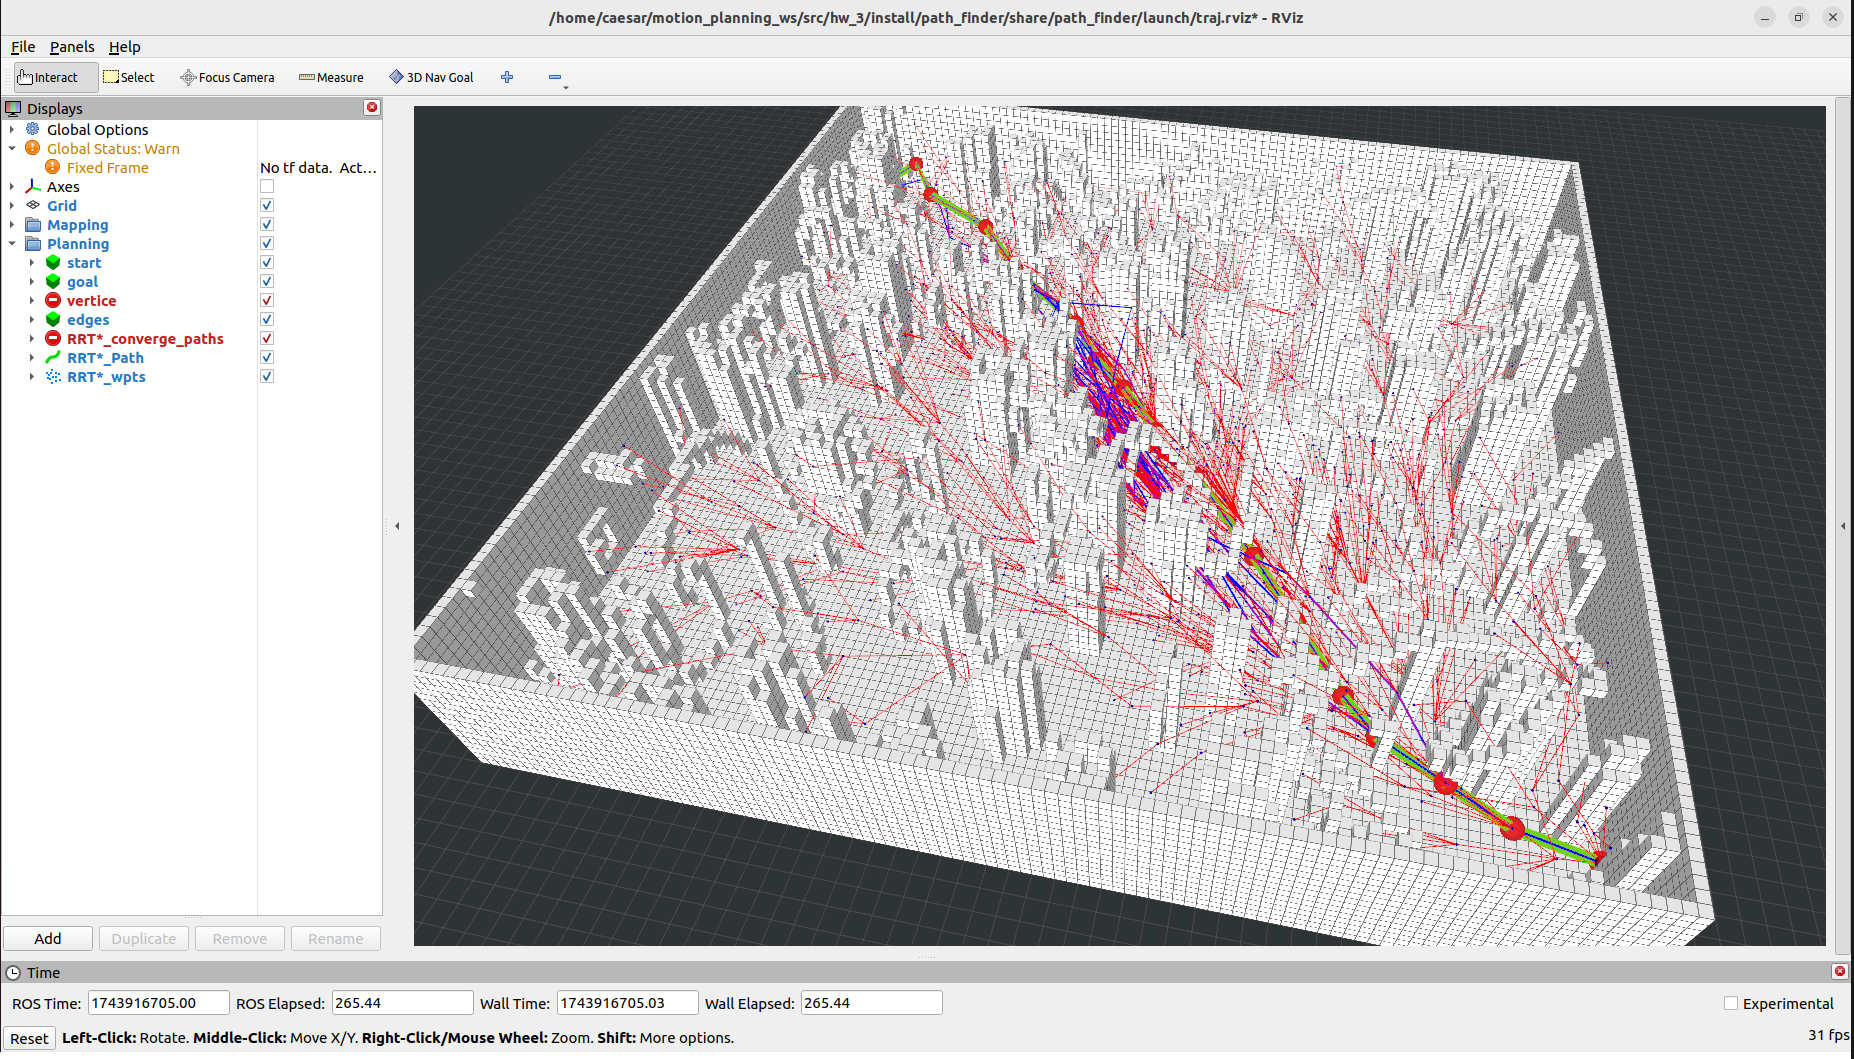 /home/caesar/motion_planning_ws/src/hw_3/install/path_finder/share/path_finder/launch/traj.rviz* - RViz
File Panels Help
Interact Select Focus Camera Measure 3D Nav Goal
Displays
Global Options
Global Status: Warn
Fixed Frame No tf data. Act...
Axes
Grid
Mapping
Planning
start
goal
vertice
edges
RRT*_converge_paths
RRT*_Path
RRT*_wpts
Add Duplicate Remove Rename
Time
ROS Time: 1743916705.00 ROS Elapsed: 265.44 Wall Time: 1743916705.03 Wall Elapsed: 265.44 Experimental
Reset Left-Click: Rotate. Middle-Click: Move X/Y. Right-Click/Mouse Wheel: Zoom. Shift: More options. 31 fps